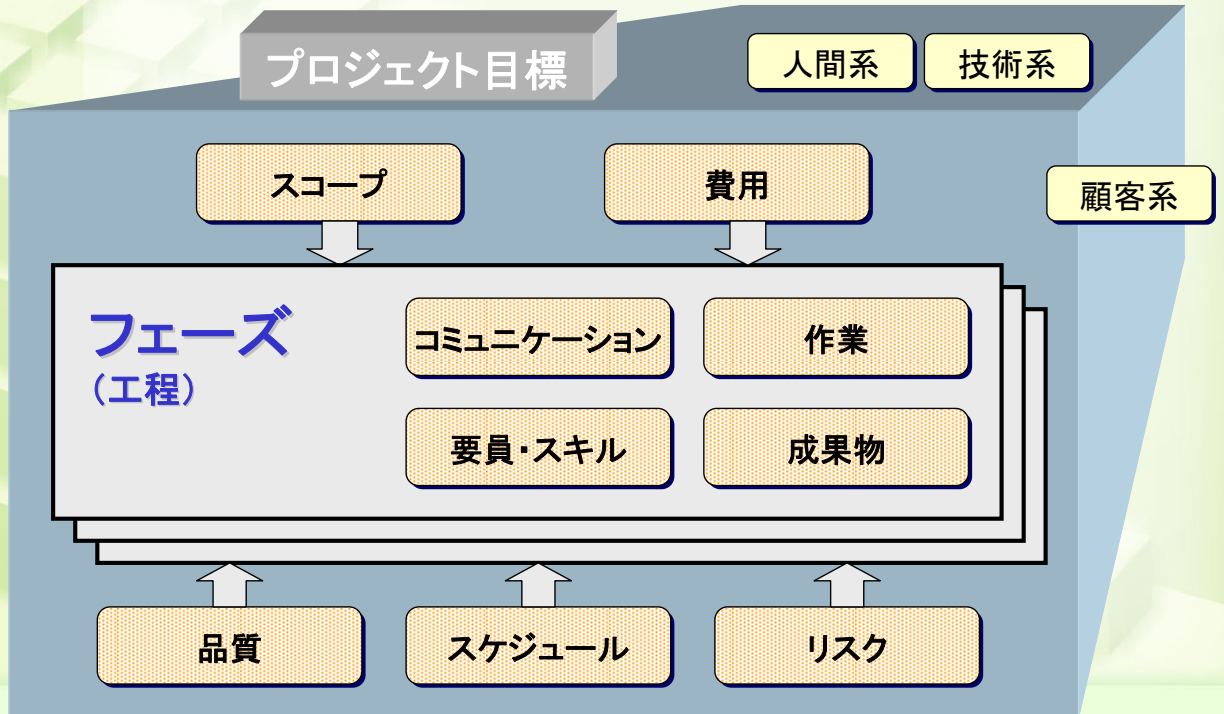 プロジェクト目標
人間系
技術系
スコープ
費用
顧客系
フェーズ
(工程)
コミュニケーション
作業
要員・スキル
成果物
品質
スケジュール
リスク